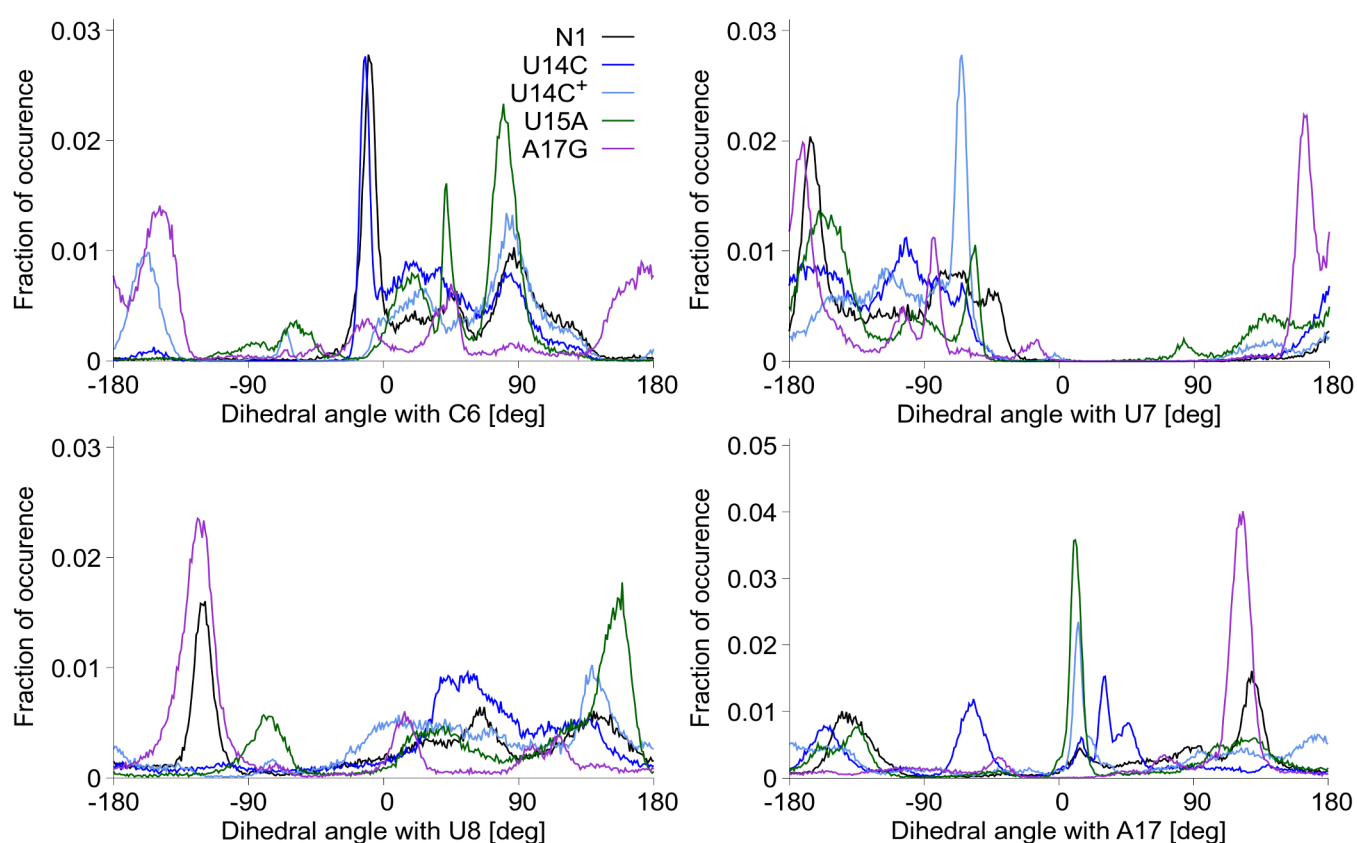 0.03
0.02
0.01
0
Fraction of occurence
-180 -90 0 90 180
Dihedral angle with C6 [deg]
N1
U14C
U14C⁺
U15A
A17G
0.03
0.02
0.01
0
Fraction of occurence
-180 -90 0 90 180
Dihedral angle with U7 [deg]
0.03
0.02
0.01
0
Fraction of occurence
-180 -90 0 90 180
Dihedral angle with U8 [deg]
0.05
0.04
0.03
0.02
0.01
0
Fraction of occurence
-180 -90 0 90 180
Dihedral angle with A17 [deg]